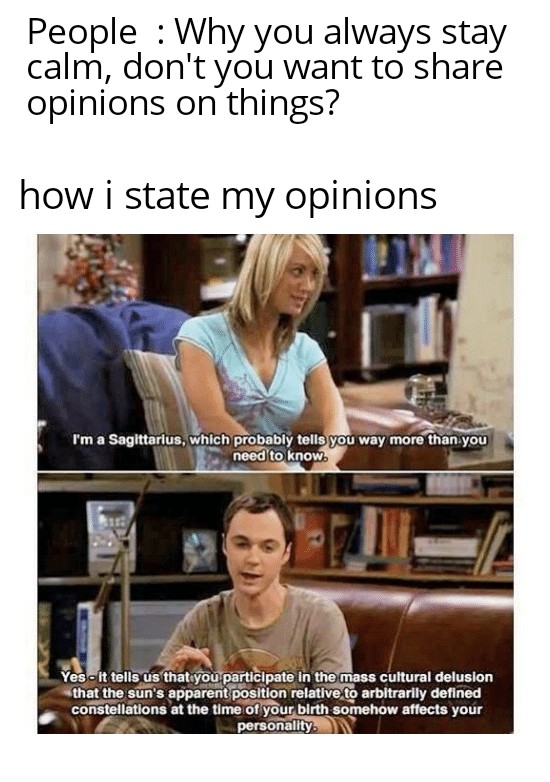 People : Why you always stay
calm, don't you want to share
opinions on things?
how i state my opinions
I'm a Sagittarius, which probably tells you way more than you
need to know.
Yes - it tells us that you participate in the mass cultural delusion
that the sun's apparent position relative to arbitrarily defined
constellations at the time of your birth somehow affects your
personality.